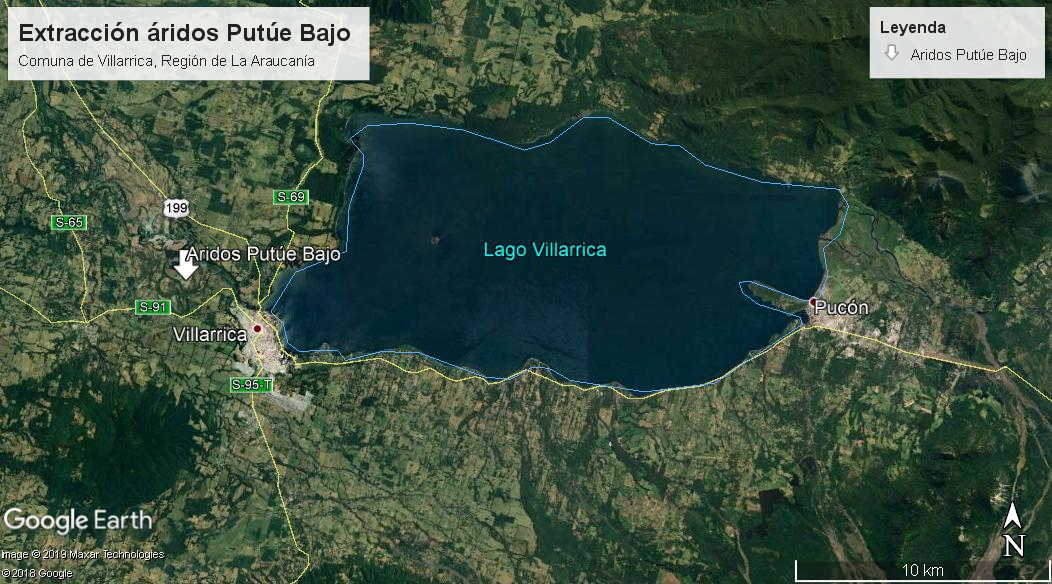 Extracción áridos Putúe Bajo
Comuna de Villarrica, Región de La Araucanía
Leyenda
Aridos Putúe Bajo
S-69
199
S-65
Aridos Putúe Bajo
Lago Villarrica
S-91
Pucón
Villarrica
S-95-T
Google Earth
Image © 2019 Maxar Technologies
© 2018 Google
N
10 km